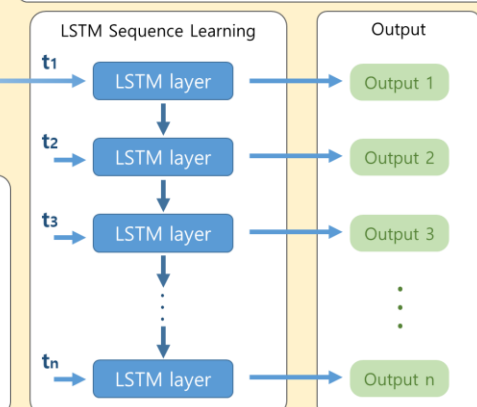 LSTM Sequence Learning
Output
t1
LSTM layer
Output 1
t2
LSTM layer
Output 2
t3
LSTM layer
Output 3
tn
LSTM layer
Output n